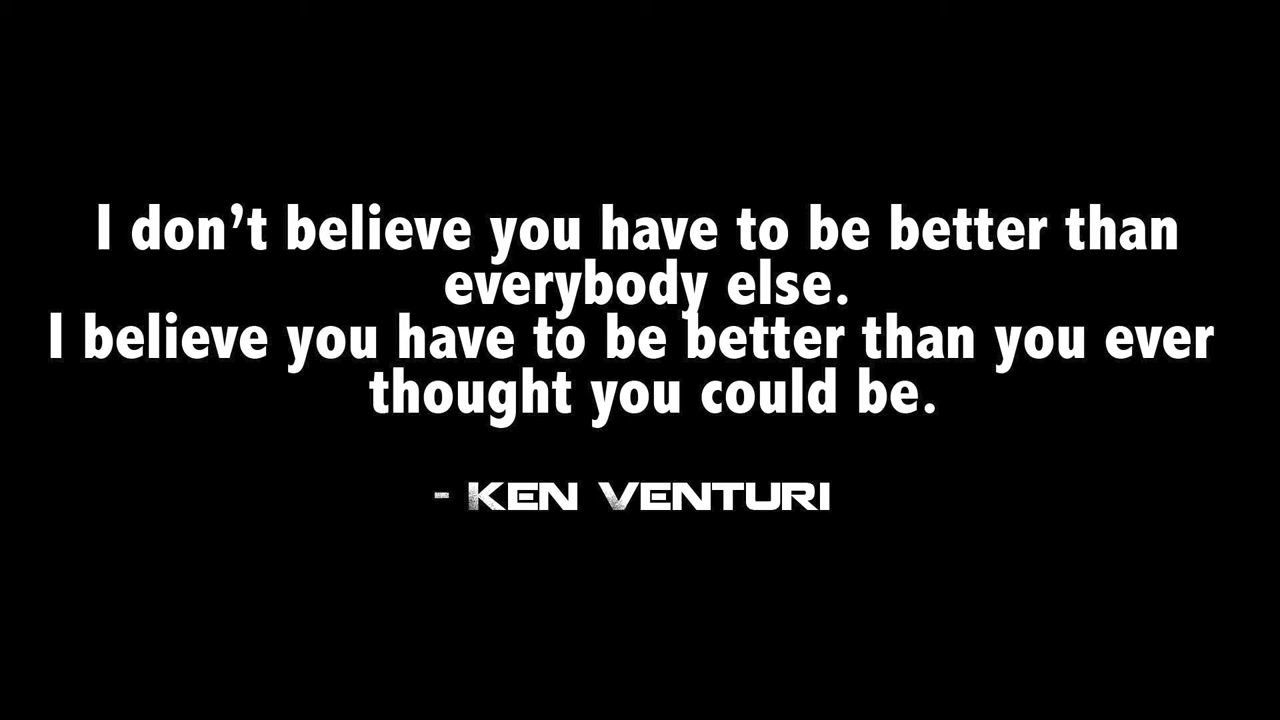 I don’t believe you have to be better than
everybody else.
I believe you have to be better than you ever
thought you could be.
- KEN VENTURI